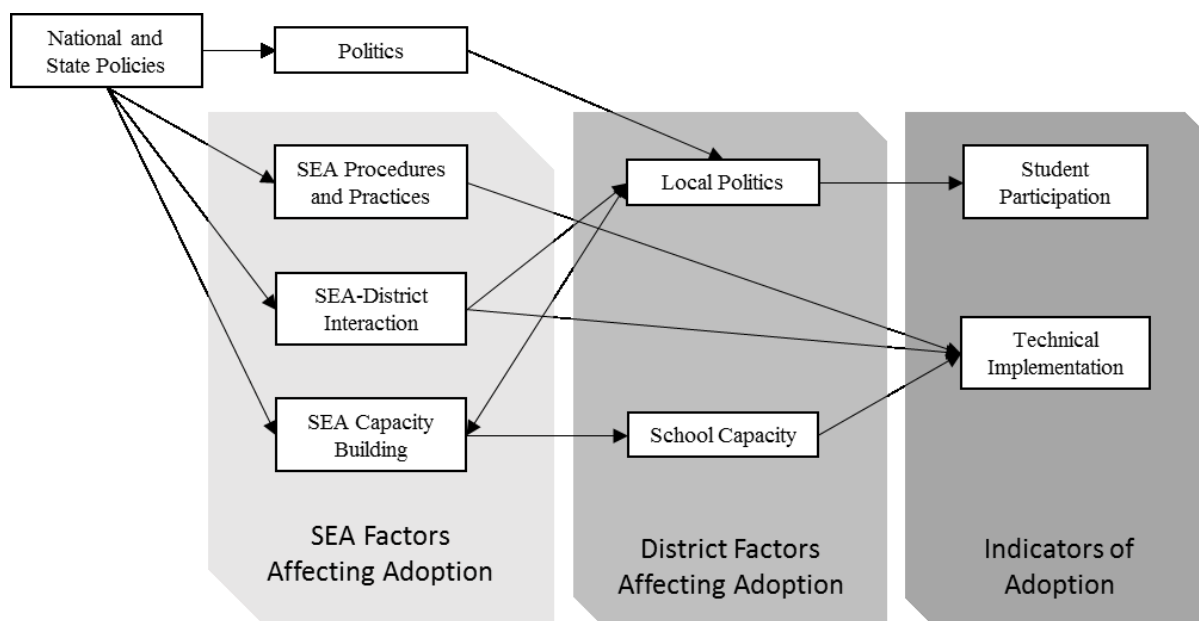 National and
State Policies
Politics
SEA Procedures
and Practices
Local Politics
Student
Participation
SEA-District
Interaction
Technical
Implementation
SEA Capacity
Building
School Capacity
SEA Factors
Affecting Adoption
District Factors
Affecting Adoption
Indicators of
Adoption